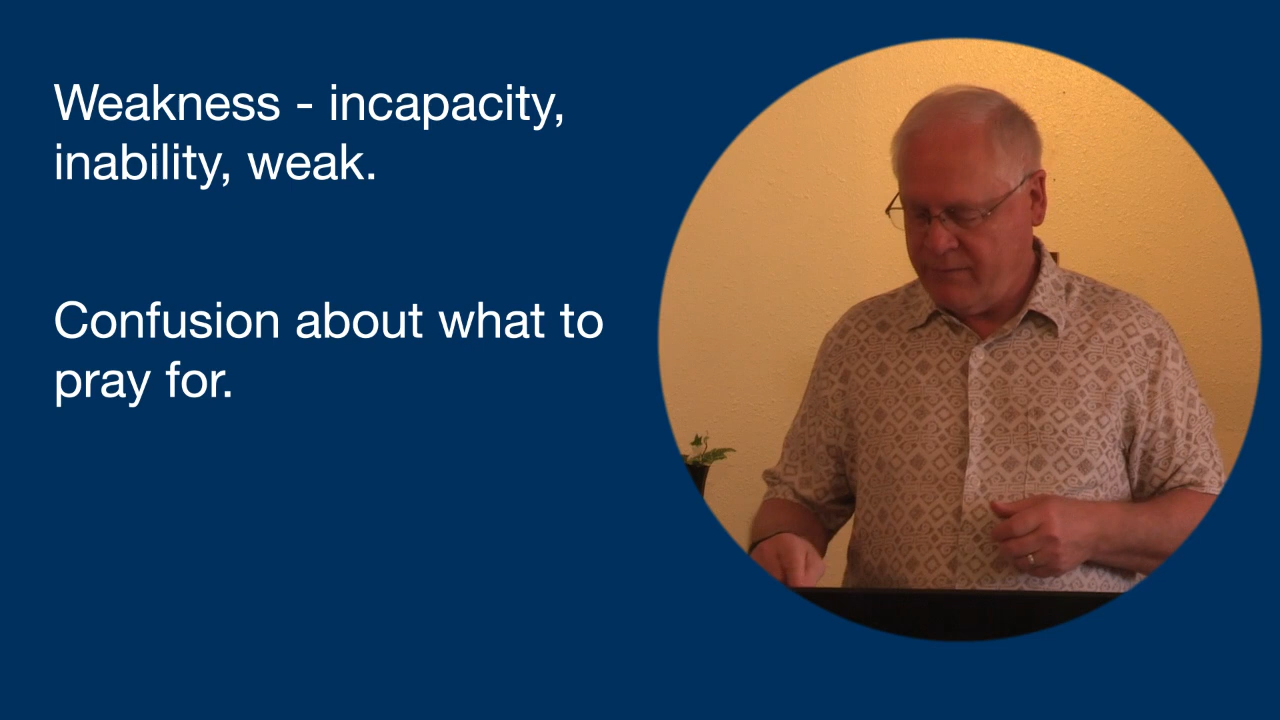 Weakness - incapacity,
inability, weak.
Confusion about what to
pray for.